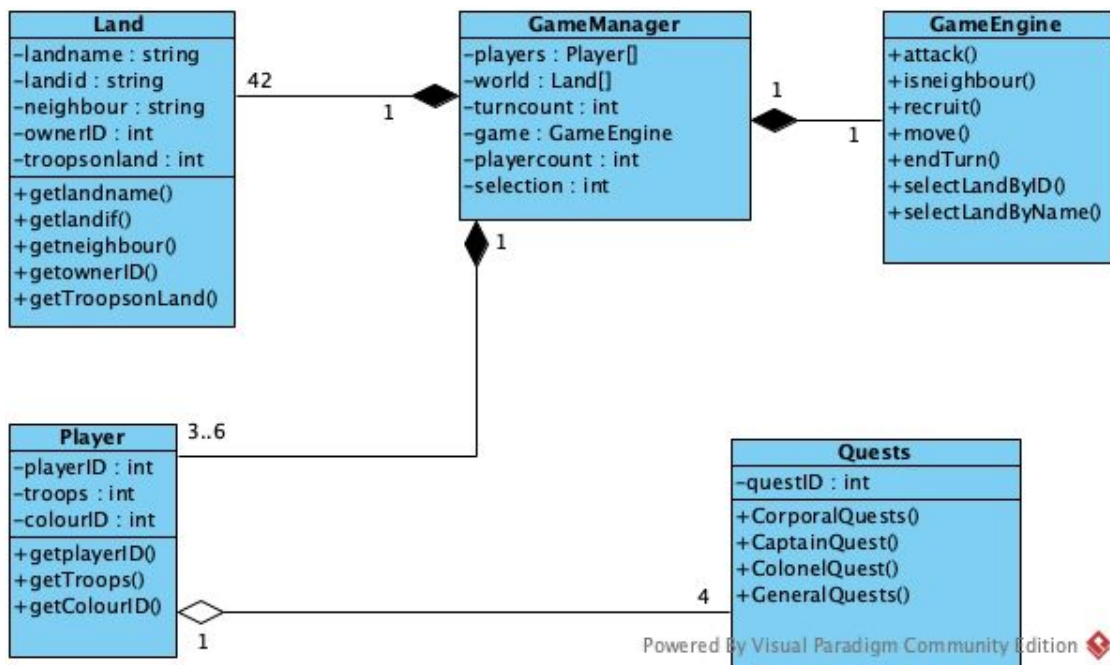 Land
-landname : string
-landid : string
-neighbour : string
-ownerID : int
-troopsonland : int
+getlandname()
+getlandif()
+getneighbour()
+getownerID()
+getTroopsonLand()
42
1
GameManager
-players : Player[]
-world : Land[]
-turncount : int
-game : GameEngine
-playercount : int
-selection : int
1
1
1
GameEngine
+attack()
+isneighbour()
+recruit()
+move()
+endTurn()
+selectLandByID()
+selectLandByName()
Player
-playerID : int
-troops : int
-colourID : int
+getplayerID()
+getTroops()
+getColourID()
3..6
1
4
Quests
-questID : int
+CorporalQuests()
+CaptainQuest()
+ColonelQuest()
+GeneralQuests()
Powered By Visual Paradigm Community Edition